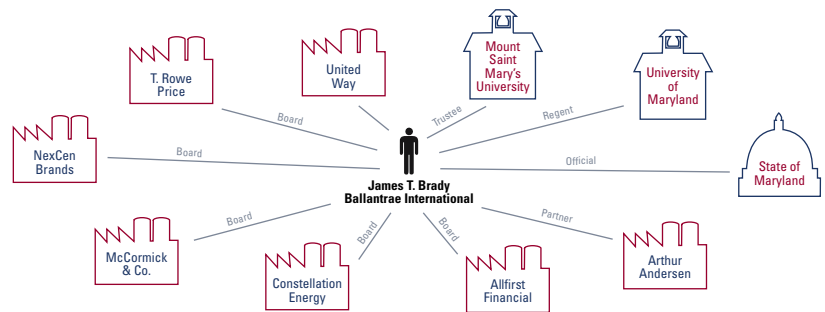 Mount
Saint
Mary's
University
T. Rowe
Price
United
Way
University
of
Maryland
Trustee
Regent
Board
NexCen
Brands
Board
Official
State of
Maryland
James T. Brady
Ballantrae International
Board
Board
Board
Partner
McCormick
& Co.
Constellation
Energy
Allfirst
Financial
Arthur
Andersen